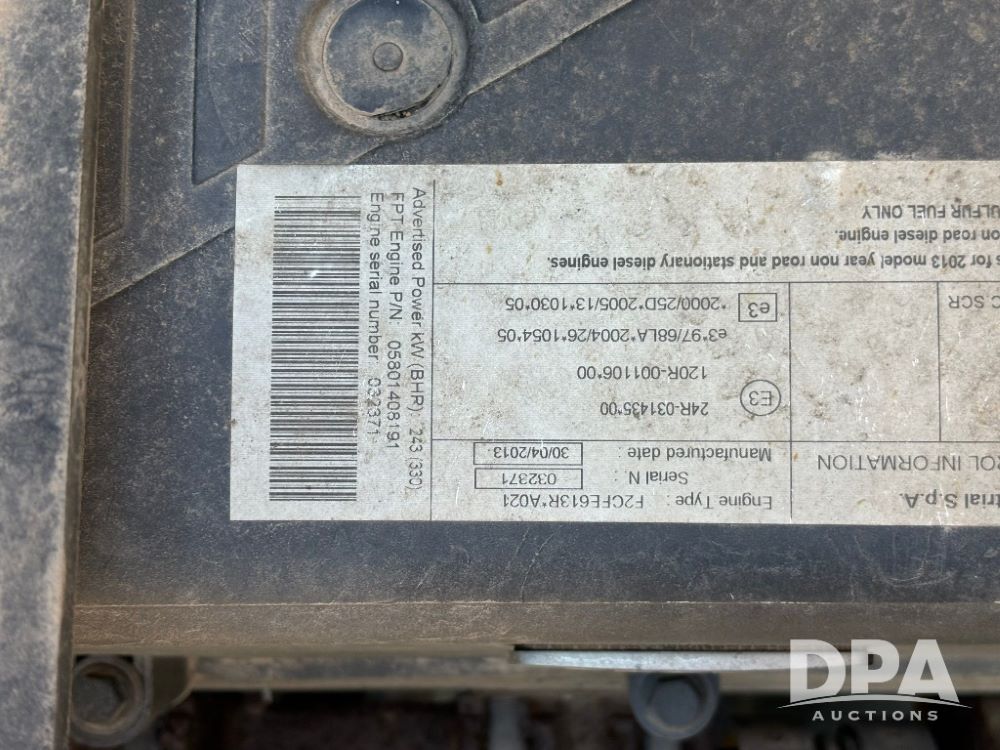 trial S.p.A.
ROL INFORMATION
Engine Type : F2CFE613R*A021
Serial N. : 032371
Manufactured date : 30/04/2013
E3 24R-031435*00
120R-001106*00
e3*97/68LA*2004/26*1054*05
e3 *2000/25D*2005/13*1030*05
C SCR
s for 2013 model year non road and stationary diesel engines.
on road diesel engine.
ULFUR FUEL ONLY
Advertised Power kW (BHR): 243 (330)
FPT Engine P/N: 05801408191
Engine serial number: 032371
DPA
AUCTIONS